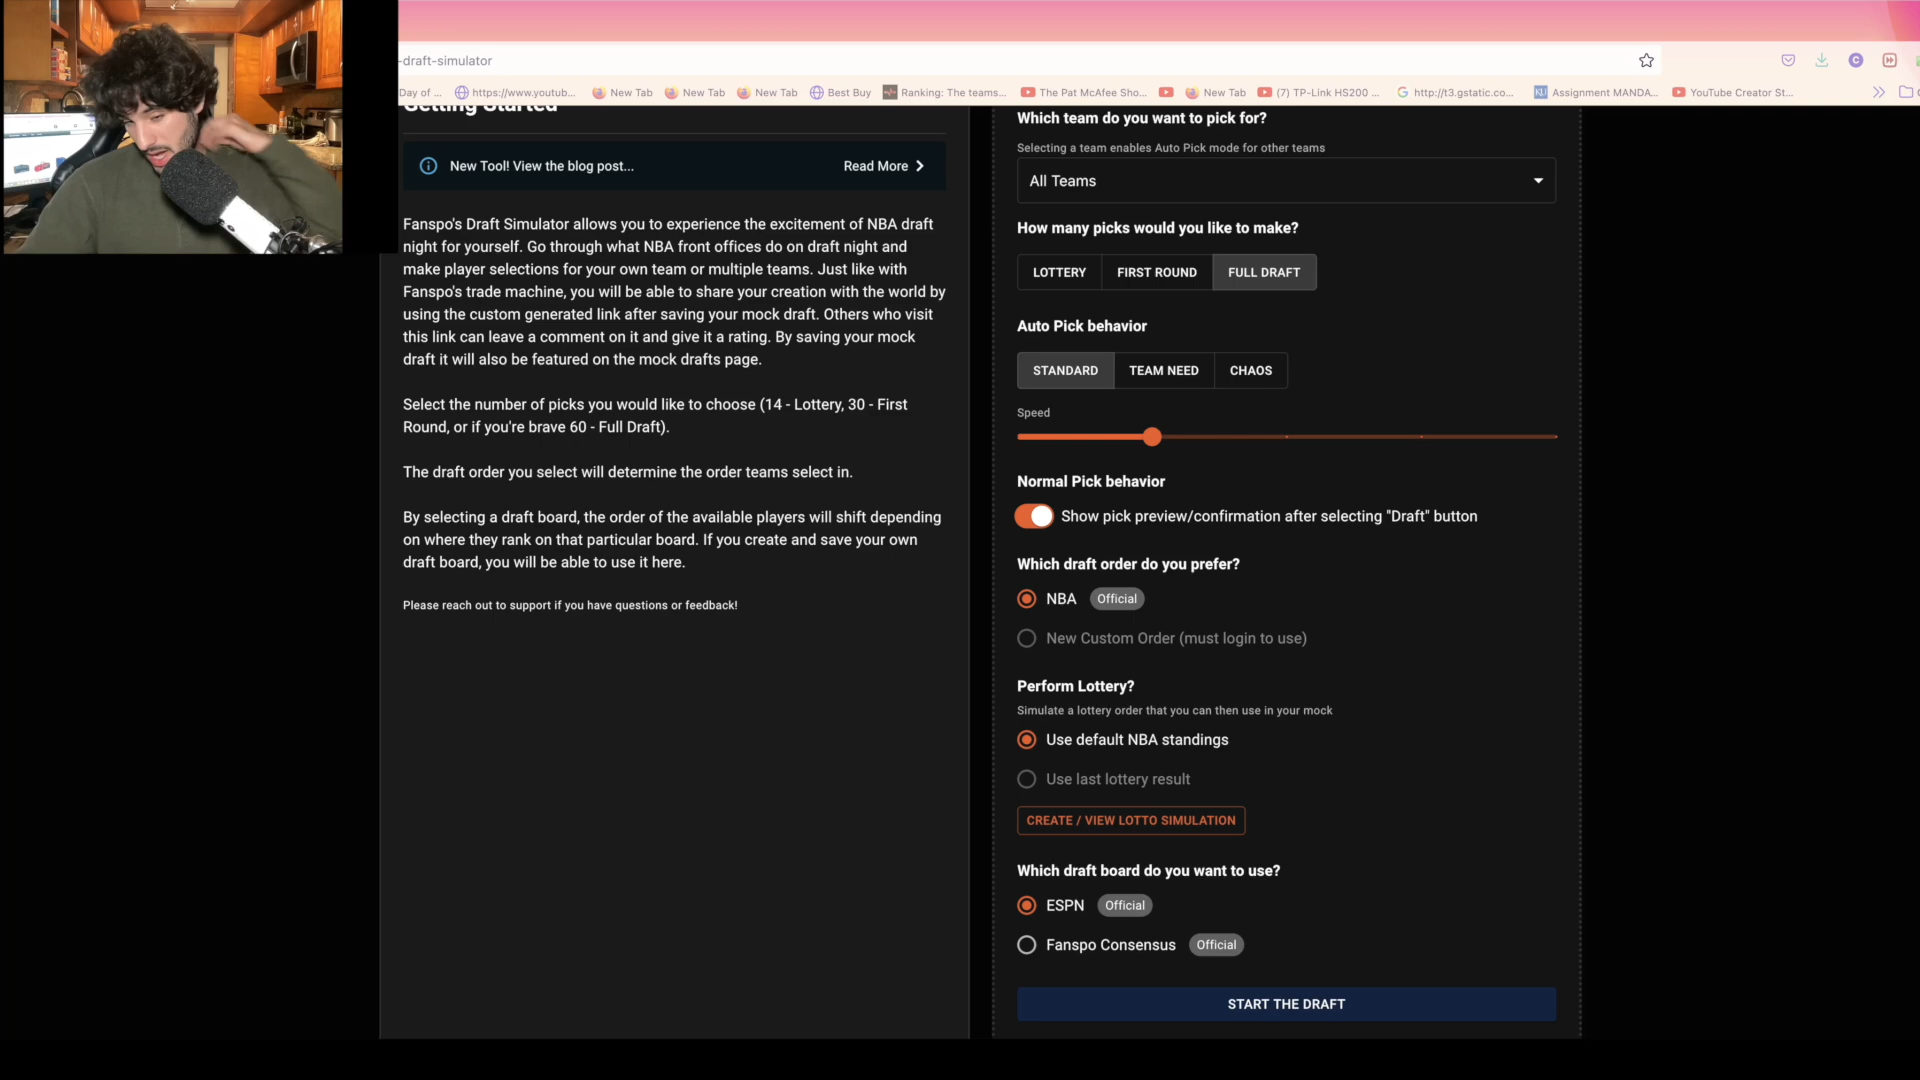 -draft-simulator
Day of ...
https://www.youtub...
New Tab
New Tab
New Tab
Best Buy
Ranking: The teams...
The Pat McAfee Sho...
New Tab
(7) TP-Link HS200 ...
http://t3.gstatic.co...
Assignment MANDA...
YouTube Creator St...
Getting Started
New Tool! View the blog post...
Read More
Fanspo's Draft Simulator allows you to experience the excitement of NBA draft
night for yourself. Go through what NBA front offices do on draft night and
make player selections for your own team or multiple teams. Just like with
Fanspo's trade machine, you will be able to share your creation with the world by
using the custom generated link after saving your mock draft. Others who visit
this link can leave a comment on it and give it a rating. By saving your mock
draft it will also be featured on the mock drafts page.
Select the number of picks you would like to choose (14 - Lottery, 30 - First
Round, or if you're brave 60 - Full Draft).
The draft order you select will determine the order teams select in.
By selecting a draft board, the order of the available players will shift depending
on where they rank on that particular board. If you create and save your own
draft board, you will be able to use it here.
Please reach out to support if you have questions or feedback!
Which team do you want to pick for?
Selecting a team enables Auto Pick mode for other teams
All Teams
How many picks would you like to make?
LOTTERY
FIRST ROUND
FULL DRAFT
Auto Pick behavior
STANDARD
TEAM NEED
CHAOS
Speed
Normal Pick behavior
Show pick preview/confirmation after selecting "Draft" button
Which draft order do you prefer?
NBA
Official
New Custom Order (must login to use)
Perform Lottery?
Simulate a lottery order that you can then use in your mock
Use default NBA standings
Use last lottery result
CREATE / VIEW LOTTO SIMULATION
Which draft board do you want to use?
ESPN
Official
Fanspo Consensus
Official
START THE DRAFT